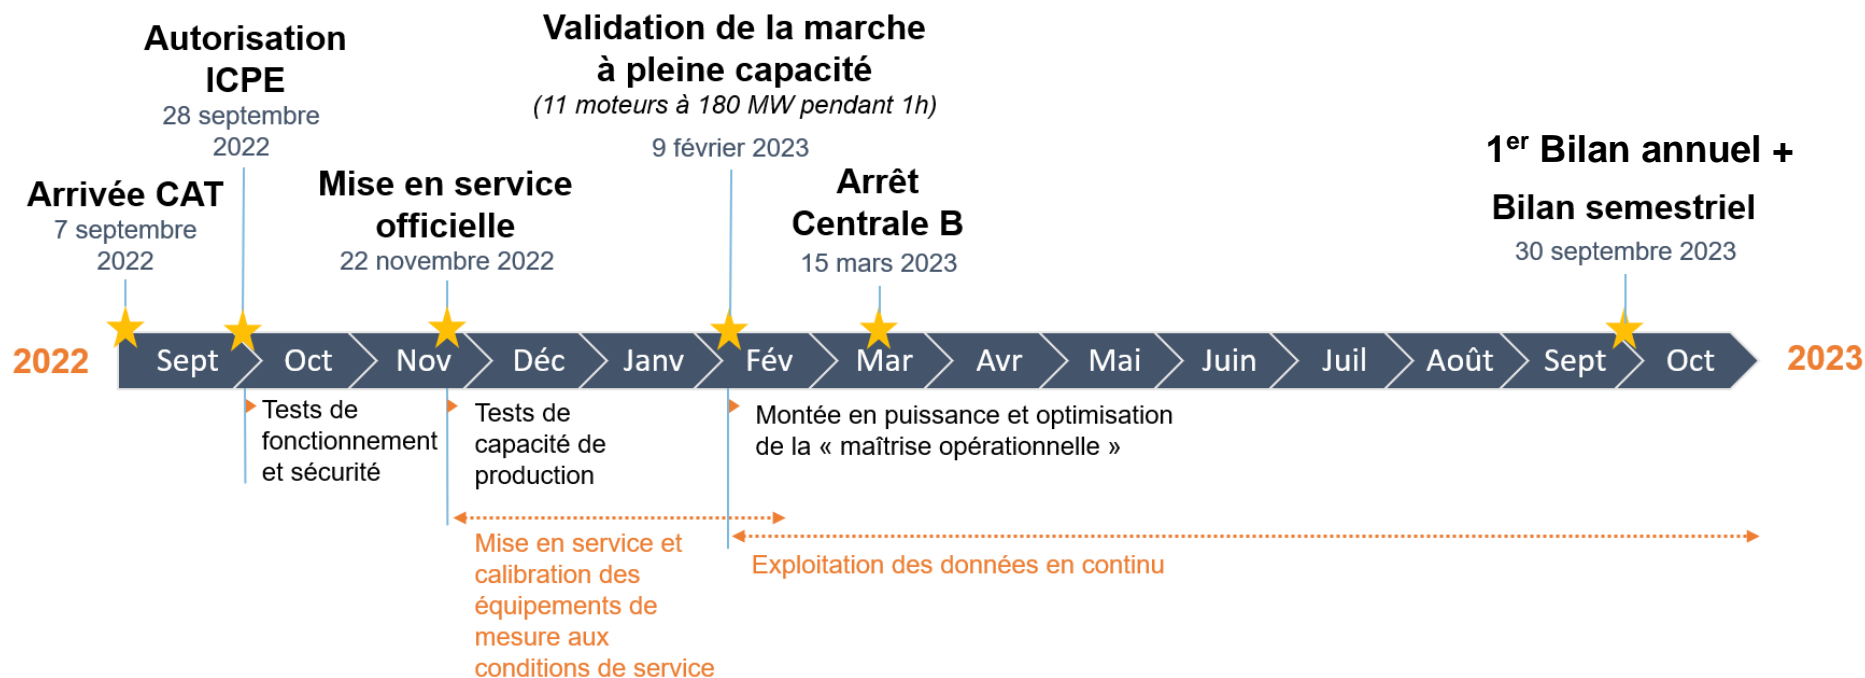 Autorisation
ICPE
28 septembre
2022
Validation de la marche
à pleine capacité
(11 moteurs à 180 MW pendant 1h)
9 février 2023
Arrivée CAT
7 septembre
2022
Mise en service
officielle
22 novembre 2022
Arrêt
Centrale B
15 mars 2023
1er Bilan annuel +
Bilan semestriel
30 septembre 2023
2022
Sept
Oct
Nov
Déc
Janv
Fév
Mar
Avr
Mai
Juin
Juil
Août
Sept
Oct
2023
Tests de
fonctionnement
et sécurité
Tests de
capacité de
production
Montée en puissance et optimisation
de la « maîtrise opérationnelle »
Mise en service et
calibration des
équipements de
mesure aux
conditions de service
Exploitation des données en continu